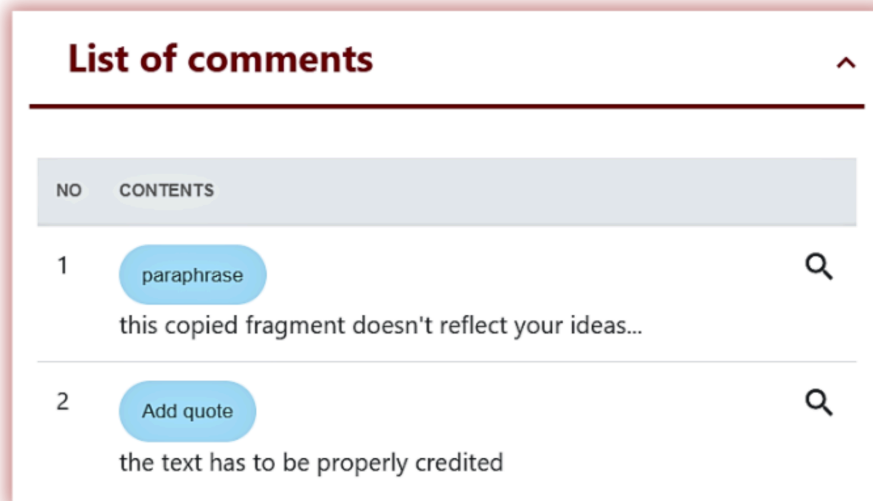 List of comments
NO CONTENTS
1 paraphrase
this copied fragment doesn't reflect your ideas...
2 Add quote
the text has to be properly credited